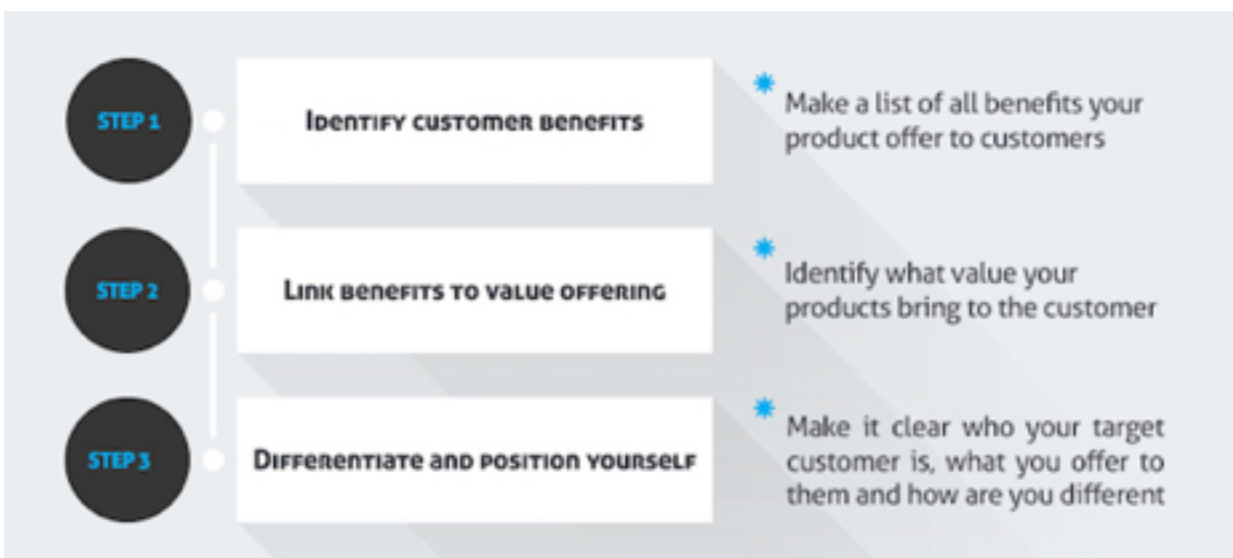 STEP 1
Identify customer benefits
Make a list of all benefits your
product offer to customers
STEP 2
Link benefits to value offering
Identify what value your
products bring to the customer
STEP 3
Differentiate and position yourself
Make it clear who your target
customer is, what you offer to
them and how are you different